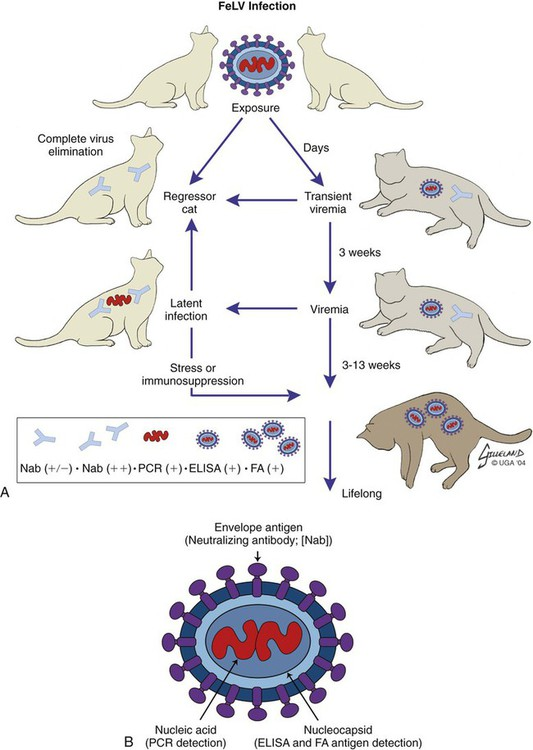 FeLV Infection
Exposure
Complete virus
elimination
Days
Regressor
cat
Transient
viremia
3 weeks
Latent
infection
Viremia
Stress or
immunosuppression
3-13 weeks
Nab (+/−) • Nab (++) • PCR (+) • ELISA (+) • FA (+)
GILLELAND
© UGA '04
A
Lifelong
Envelope antigen
(Neutralizing antibody; [Nab])
Nucleic acid
(PCR detection)
Nucleocapsid
(ELISA and FA antigen detection)
B